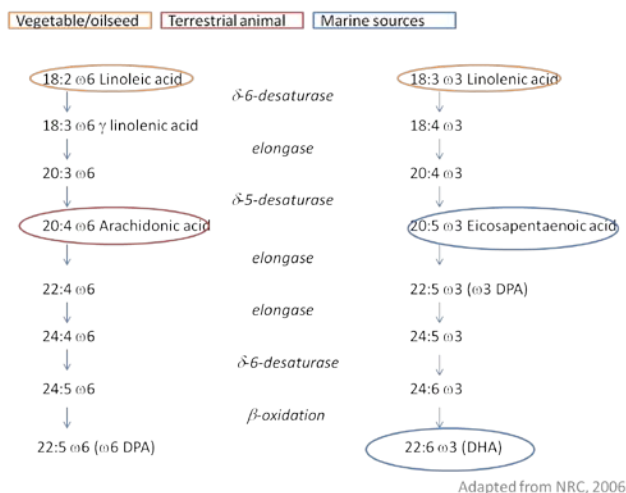 Vegetable/oilseed Terrestrial animal Marine sources
18:2 ω6 Linoleic acid 18:3 ω3 Linolenic acid
δ-6-desaturase
18:3 ω6 γ linolenic acid 18:4 ω3
elongase
20:3 ω6 20:4 ω3
δ-5-desaturase
20:4 ω6 Arachidonic acid 20:5 ω3 Eicosapentaenoic acid
elongase
22:4 ω6 22:5 ω3 (ω3 DPA)
elongase
24:4 ω6 24:5 ω3
δ-6-desaturase
24:5 ω6 24:6 ω3
β-oxidation
22:5 ω6 (ω6 DPA) 22:6 ω3 (DHA)
Adapted from NRC, 2006